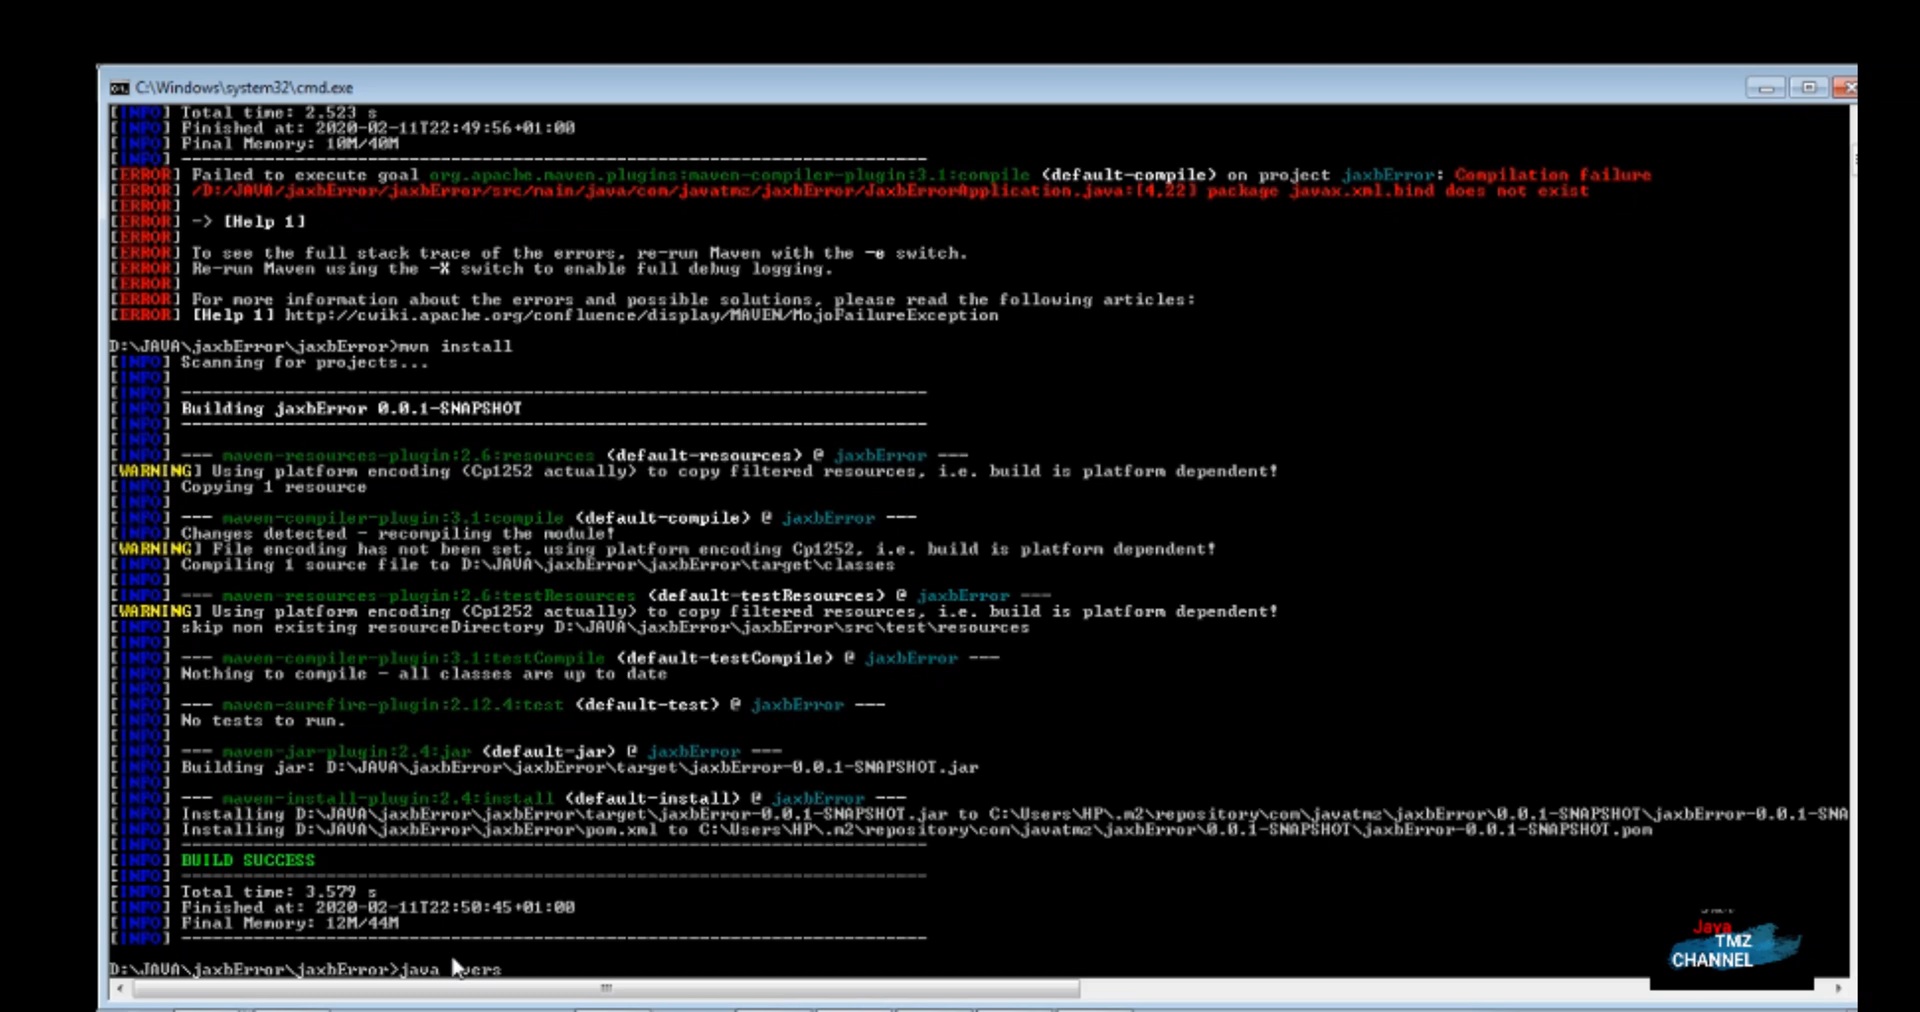 C:\Windows\system32\cmd.exe
[INFO] Total time: 2.523 s
[INFO] Finished at: 2020-02-11T22:49:56+01:00
[INFO] Final Memory: 10M/40M
[INFO] ------------------------------------------------------------------------
[ERROR] Failed to execute goal org.apache.maven.plugins:maven-compiler-plugin:3.1:compile (default-compile) on project jaxbError: Compilation failure
[ERROR] /D:/JAVA/jaxbError/jaxbError/src/main/java/com/javatmz/jaxbError/JaxbErrorApplication.java:[4,22] package javax.xml.bind does not exist
[ERROR]
[ERROR] -> [Help 1]
[ERROR]
[ERROR] To see the full stack trace of the errors, re-run Maven with the -e switch.
[ERROR] Re-run Maven using the -X switch to enable full debug logging.
[ERROR]
[ERROR] For more information about the errors and possible solutions, please read the following articles:
[ERROR] [Help 1] http://cwiki.apache.org/confluence/display/MAVEN/MojoFailureException
D:\JAVA\jaxbError\jaxbError>mvn install
[INFO] Scanning for projects...
[INFO]
[INFO] ------------------------------------------------------------------------
[INFO] Building jaxbError 0.0.1-SNAPSHOT
[INFO] ------------------------------------------------------------------------
[INFO]
[INFO] --- maven-resources-plugin:2.6:resources (default-resources) @ jaxbError ---
[WARNING] Using platform encoding (Cp1252 actually) to copy filtered resources, i.e. build is platform dependent!
[INFO] Copying 1 resource
[INFO]
[INFO] --- maven-compiler-plugin:3.1:compile (default-compile) @ jaxbError ---
[INFO] Changes detected - recompiling the module!
[WARNING] File encoding has not been set, using platform encoding Cp1252, i.e. build is platform dependent!
[INFO] Compiling 1 source file to D:\JAVA\jaxbError\jaxbError\target\classes
[INFO]
[INFO] --- maven-resources-plugin:2.6:testResources (default-testResources) @ jaxbError ---
[WARNING] Using platform encoding (Cp1252 actually) to copy filtered resources, i.e. build is platform dependent!
[INFO] skip non existing resourceDirectory D:\JAVA\jaxbError\jaxbError\src\test\resources
[INFO]
[INFO] --- maven-compiler-plugin:3.1:testCompile (default-testCompile) @ jaxbError ---
[INFO] Nothing to compile - all classes are up to date
[INFO]
[INFO] --- maven-surefire-plugin:2.12.4:test (default-test) @ jaxbError ---
[INFO] No tests to run.
[INFO]
[INFO] --- maven-jar-plugin:2.4:jar (default-jar) @ jaxbError ---
[INFO] Building jar: D:\JAVA\jaxbError\jaxbError\target\jaxbError-0.0.1-SNAPSHOT.jar
[INFO]
[INFO] --- maven-install-plugin:2.4:install (default-install) @ jaxbError ---
[INFO] Installing D:\JAVA\jaxbError\jaxbError\target\jaxbError-0.0.1-SNAPSHOT.jar to C:\Users\HP\.m2\repository\com\javatmz\jaxbError\0.0.1-SNAPSHOT\jaxbError-0.0.1-SNA
[INFO] Installing D:\JAVA\jaxbError\jaxbError\pom.xml to C:\Users\HP\.m2\repository\com\javatmz\jaxbError\0.0.1-SNAPSHOT\jaxbError-0.0.1-SNAPSHOT.pom
[INFO] ------------------------------------------------------------------------
[INFO] BUILD SUCCESS
[INFO] ------------------------------------------------------------------------
[INFO] Total time: 3.579 s
[INFO] Finished at: 2020-02-11T22:50:45+01:00
[INFO] Final Memory: 12M/44M
[INFO] ------------------------------------------------------------------------
D:\JAVA\jaxbError\jaxbError>java vers
Java
TMZ
CHANNEL